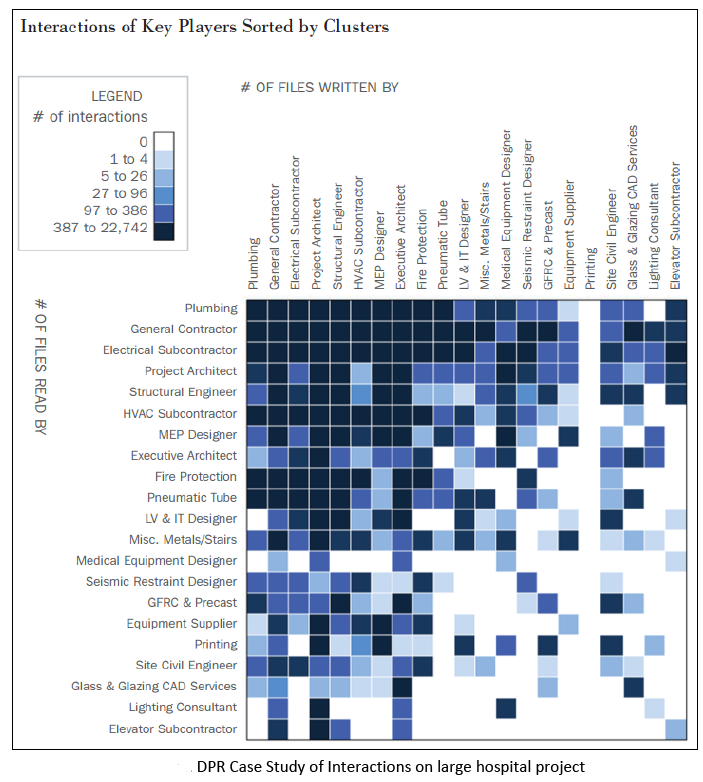 Interactions of Key Players Sorted by Clusters
# OF FILES WRITTEN BY
LEGEND
# of interactions
0
1 to 4
5 to 26
27 to 96
97 to 386
387 to 22,742
Plumbing
General Contractor
Electrical Subcontractor
Project Architect
Structural Engineer
HVAC Subcontractor
MEP Designer
Executive Architect
Fire Protection
Pneumatic Tube
LV & IT Designer
Misc. Metals/Stairs
Medical Equipment Designer
Seismic Restraint Designer
GFRC & Precast
Equipment Supplier
Printing
Site Civil Engineer
Glass & Glazing CAD Services
Lighting Consultant
Elevator Subcontractor
# OF FILES READ BY
Plumbing
General Contractor
Electrical Subcontractor
Project Architect
Structural Engineer
HVAC Subcontractor
MEP Designer
Executive Architect
Fire Protection
Pneumatic Tube
LV & IT Designer
Misc. Metals/Stairs
Medical Equipment Designer
Seismic Restraint Designer
GFRC & Precast
Equipment Supplier
Printing
Site Civil Engineer
Glass & Glazing CAD Services
Lighting Consultant
Elevator Subcontractor
DPR Case Study of Interactions on large hospital project